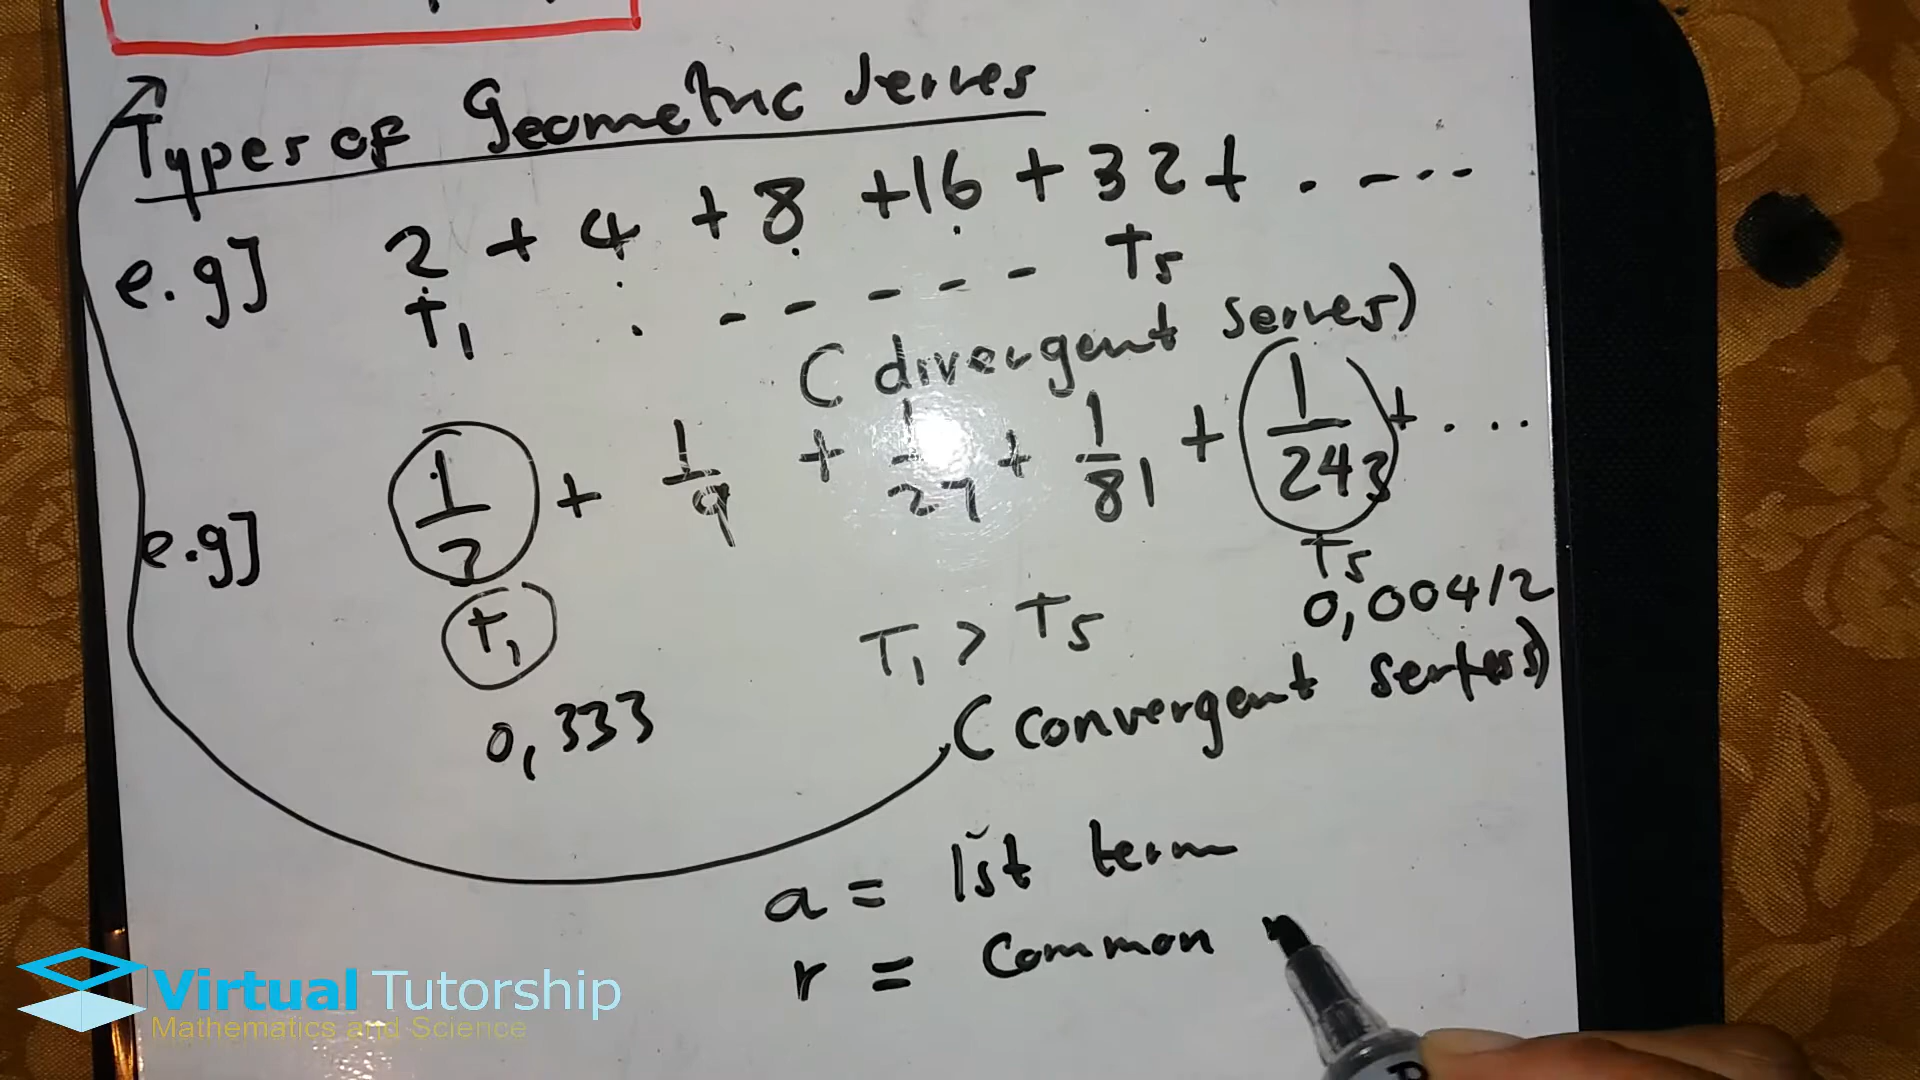 Types of Geometric Series
e.g] 2 + 4 + 8 + 16 + 32 + . - - - -
T1 . - - - - - T5
(divergent series)
e.g] 1/3 + 1/9 + 1/27 + 1/81 + 1/243 + ...
T1 T5
0,00412
T1 > T5
0,333
(convergent series)
a = 1st term
r = Common
Virtual Tutorship
Mathematics and Science